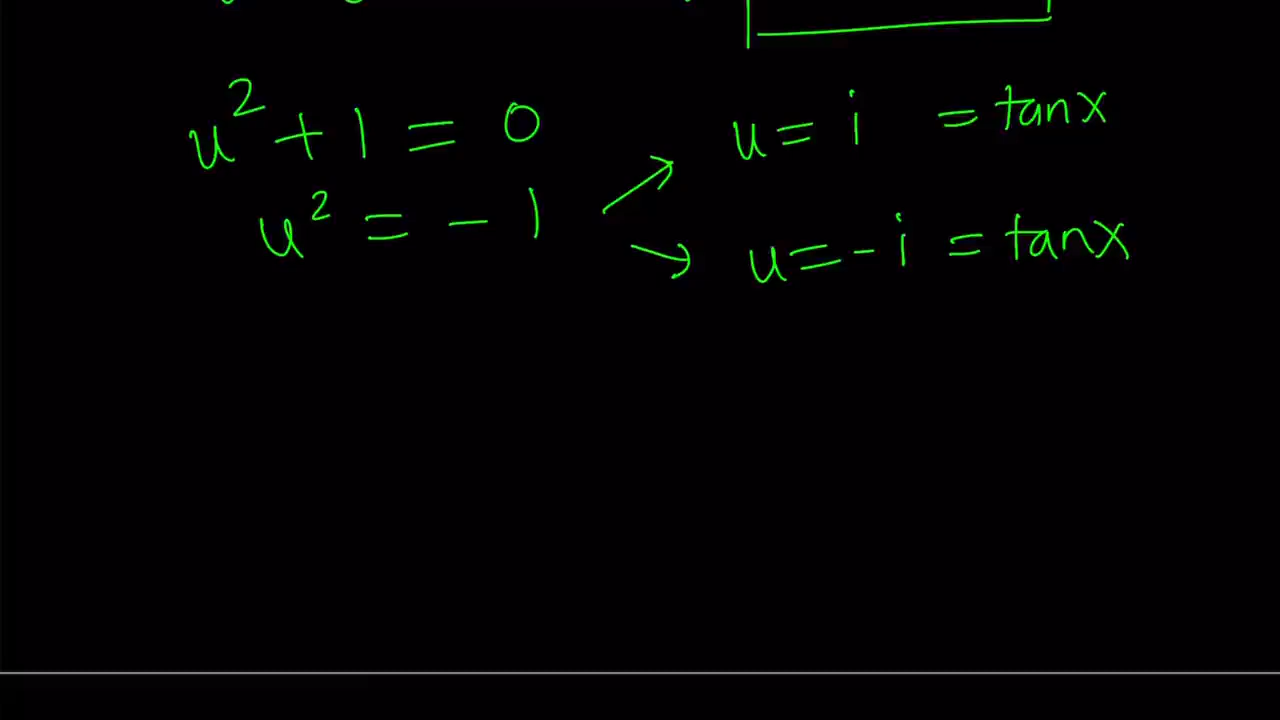 u² + 1 = 0
u = i = tanx
u² = - 1
u = - i = tanx